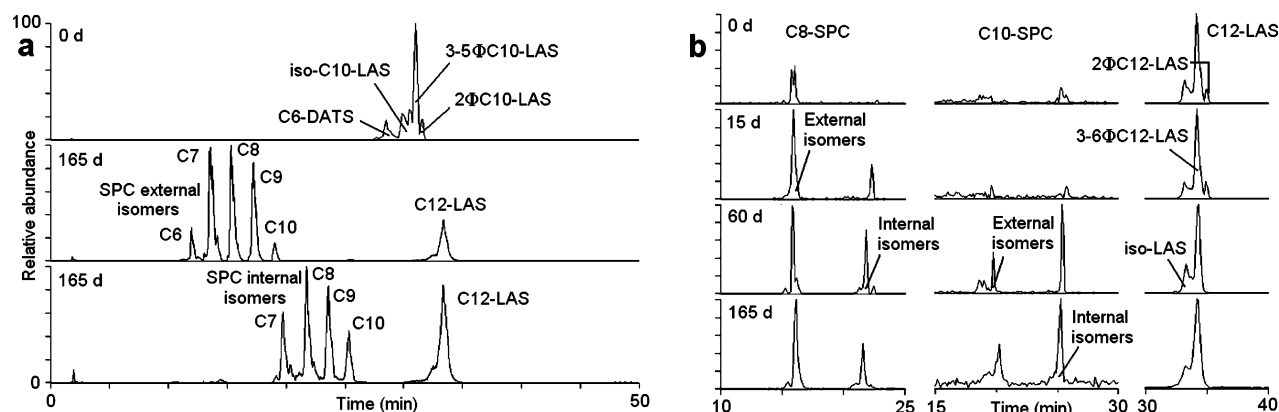 a
100
0 d
3-5ΦC10-LAS
iso-C10-LAS
C6-DATS
2ΦC10-LAS
Relative abundance
165 d
C7
C8
C9
SPC external
isomers
C6
C10
C12-LAS
165 d
SPC internal
isomers
C8
C9
C7
C10
C12-LAS
0
0
Time (min)
50
b
0 d
C8-SPC
C10-SPC
C12-LAS
2ΦC12-LAS
15 d
External
isomers
3-6ΦC12-LAS
60 d
Internal
isomers
External
isomers
iso-LAS
165 d
Internal
isomers
10
25
15
Time (min)
30
30
40